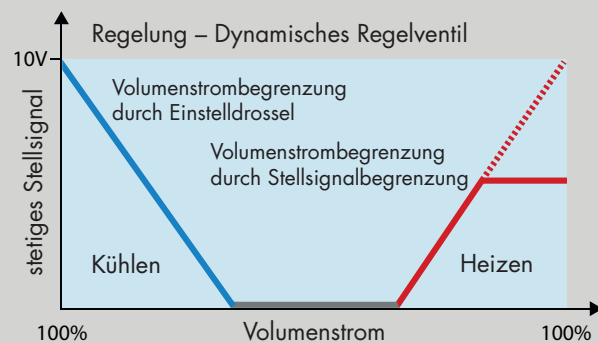 Regelung – Dynamisches Regelventil
10V
stetiges Stellsignal
Volumenstrombegrenzung
durch Einstelldrossel
Volumenstrombegrenzung
durch Stellsignalbegrenzung
Kühlen
Heizen
100%
Volumenstrom
100%